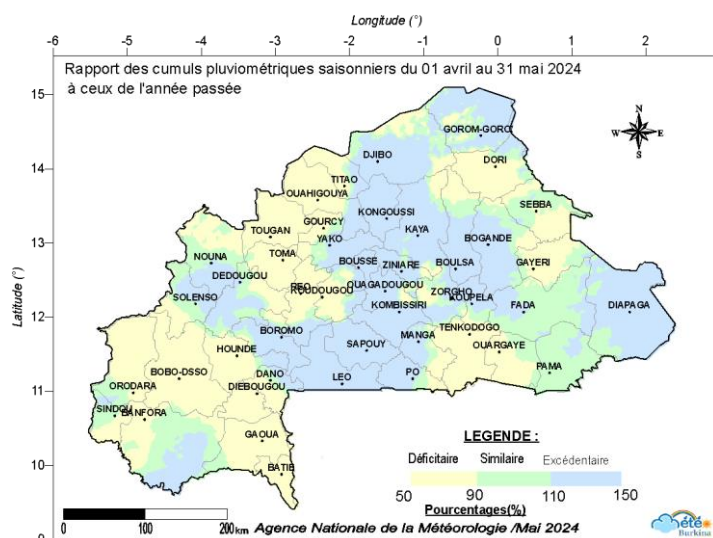 Longitude (°)
-6 -5 -4 -3 -2 -1 0 1 2
Rapport des cumuls pluviométriques saisonniers du 01 avril au 31 mai 2024
à ceux de l'année passée
15
14
13
12
11
10
9
Latitude (°)
N
W E
S
GOROM-GORO
DJIBO
DORI
TITAO
OUAHIGOUYA
SEBBA
KONGOUSSI
GOURCY
TOUGAN
KAYA
YAKO
BOGANDE
TOMA
NOUNA
BOUSSE
ZINIARE
BOULSA
GAYERI
DEDOUGOU
REO
KOUDOUGOU
OUAGADOUGOU
ZORGHO
KOUPELA
SOLENSO
KOMBISSIRI
FADA
DIAPAGA
BOROMO
MANGA
TENKODOGO
HOUNDE
SAPOUY
OUARGAYE
BOBO-DSSO
DANO
LEO
PO
PAMA
ORODARA
DIEBOUGOU
SINDOU
BANFORA
GAOUA
BATIE
LEGENDE :
Déficitaire Similaire Excédentaire
50 90 110 150
Pourcentages(%)
0 100 200 km
Agence Nationale de la Météorologie /Mai 2024
météo
Burkina